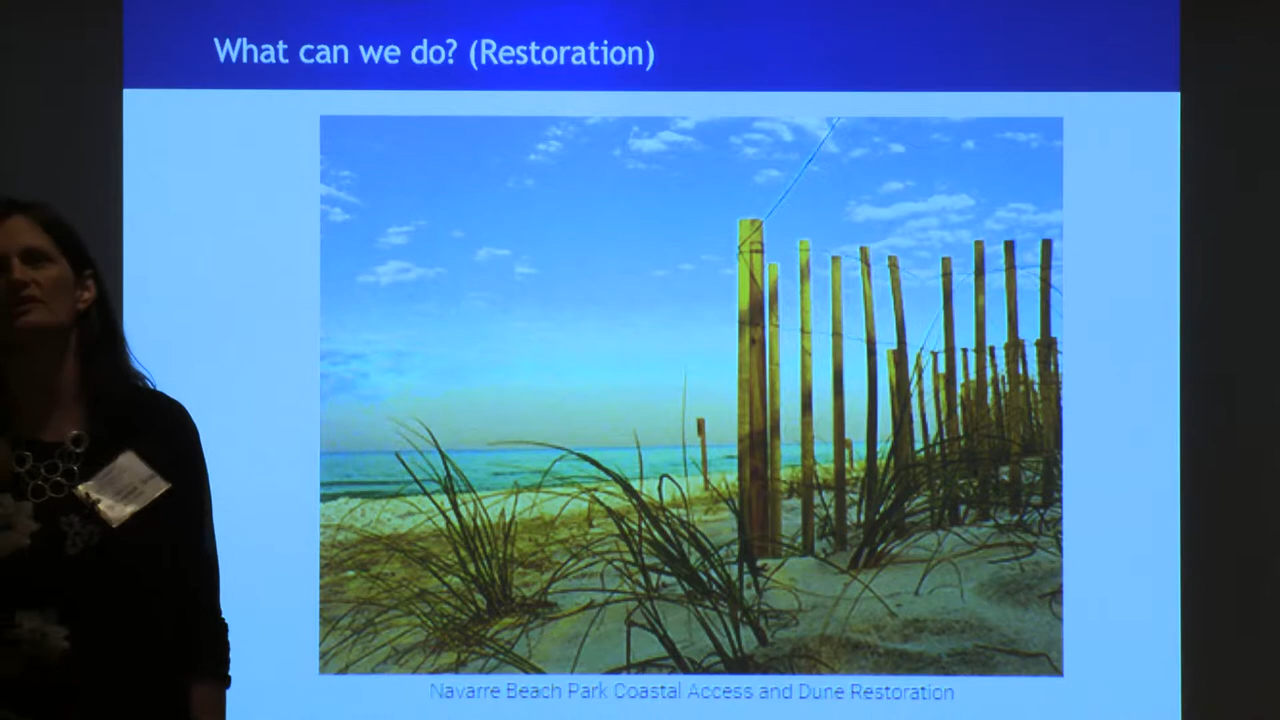 What can we do? (Restoration)
Navarre Beach Park Coastal Access and Dune Restoration